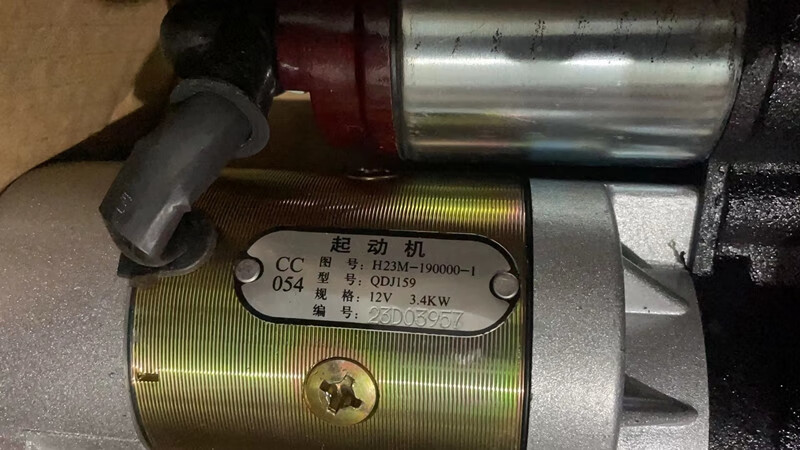 起动机
CC
054
图 号: H23M-190000-1
型 号: QDJ159
规 格: 12V 3.4KW
编 号: 23D03957